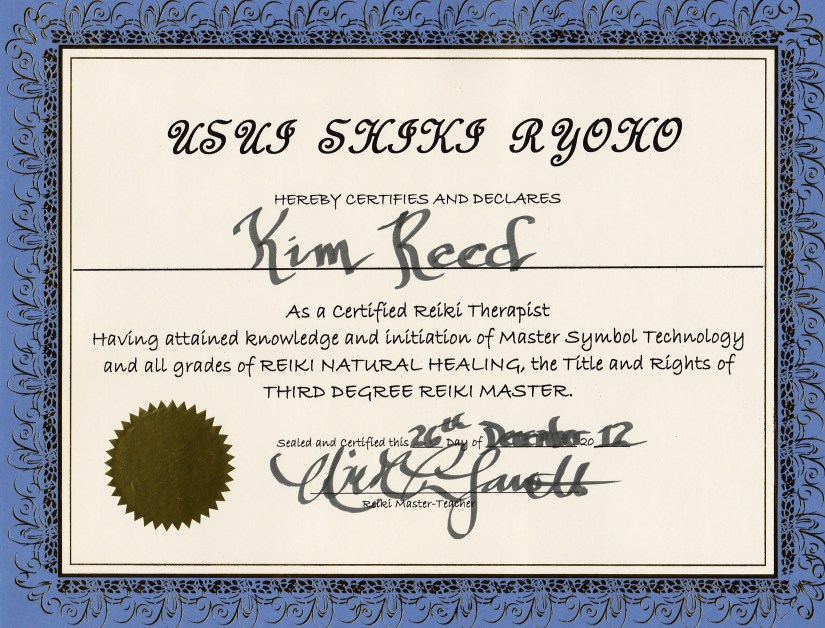 USUI SHIKI RYOHO
HEREBY CERTIFIES AND DECLARES
Kim Reed
As a Certified Reiki Therapist
Having attained knowledge and initiation of Master Symbol Technology
and all grades of REIKI NATURAL HEALING, the Title and Rights of
THIRD DEGREE REIKI MASTER.
Sealed and Certified this 26th Day of December 20 12
Reiki Master-Teacher